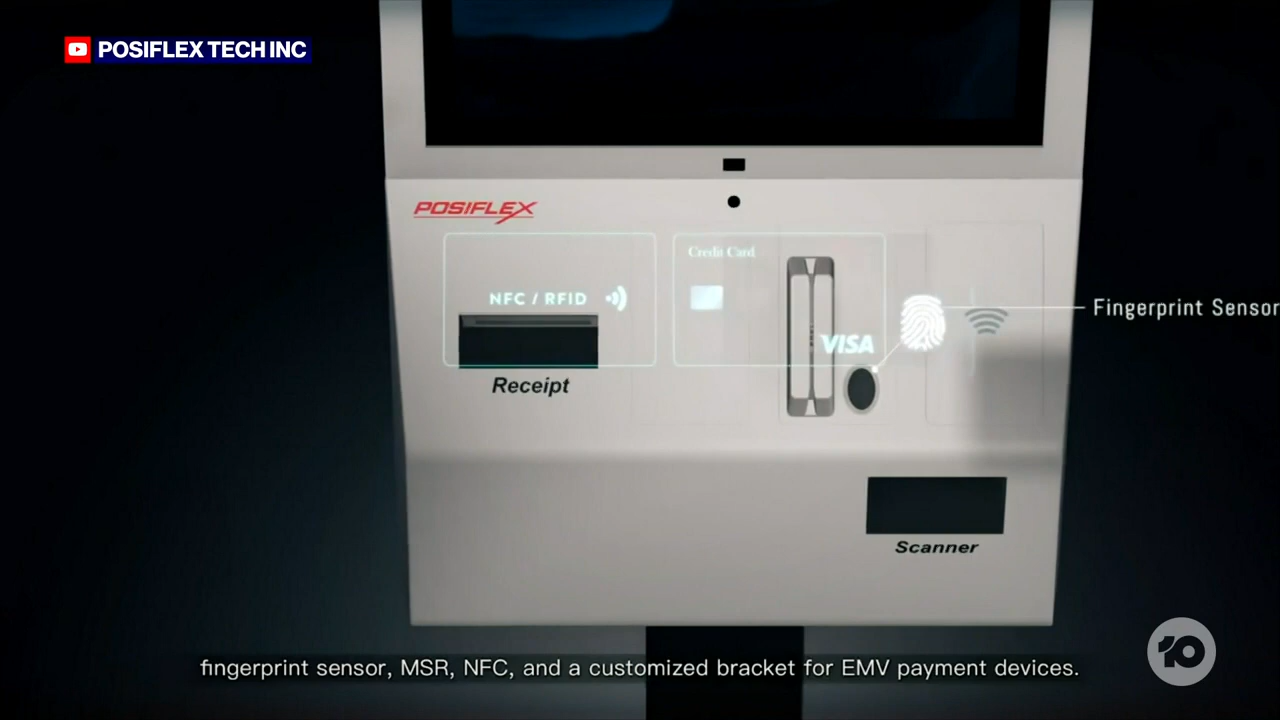 POSIFLEX TECH INC
POSIFLEX
Credit Card
NFC / RFID
VISA
Fingerprint Sensor
Receipt
Scanner
fingerprint sensor, MSR, NFC, and a customized bracket for EMV payment devices.
10